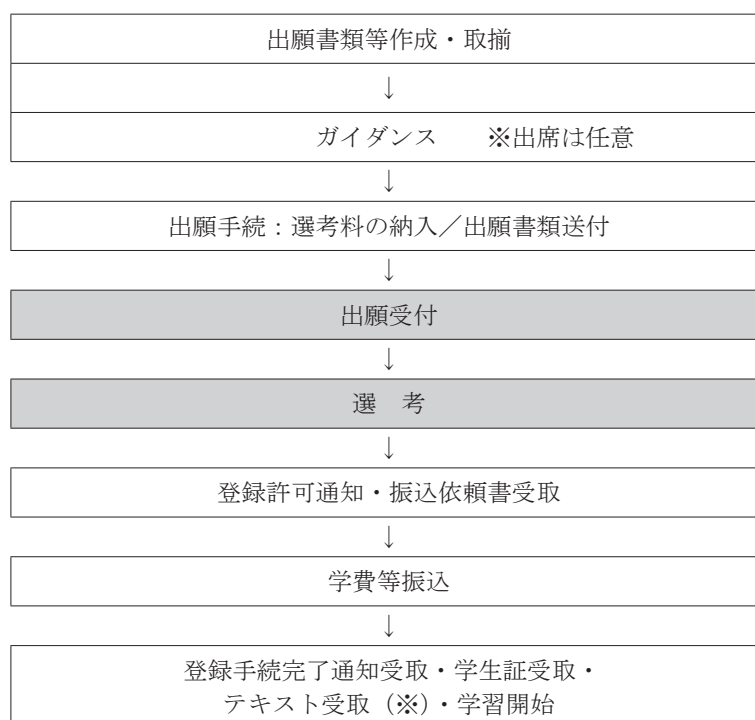 出願書類等作成・取揃
↓
ガイダンス　　※出席は任意
↓
出願手続：選考料の納入／出願書類送付
↓
出願受付
↓
選　考
↓
登録許可通知・振込依頼書受取
↓
学費等振込
↓
登録手続完了通知受取・学生証受取・
テキスト受取（※）・学習開始